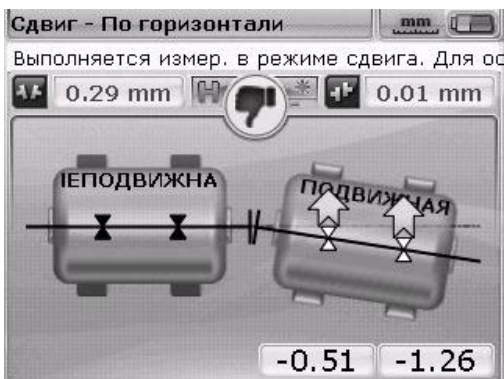 Сдвиг - По горизонтали mm
Выполняется измер. в режиме сдвига. Для ос
0.29 mm 0.01 mm
ІЕПОДВИЖНА ПОДВИЖНАЯ
-0.51 -1.26